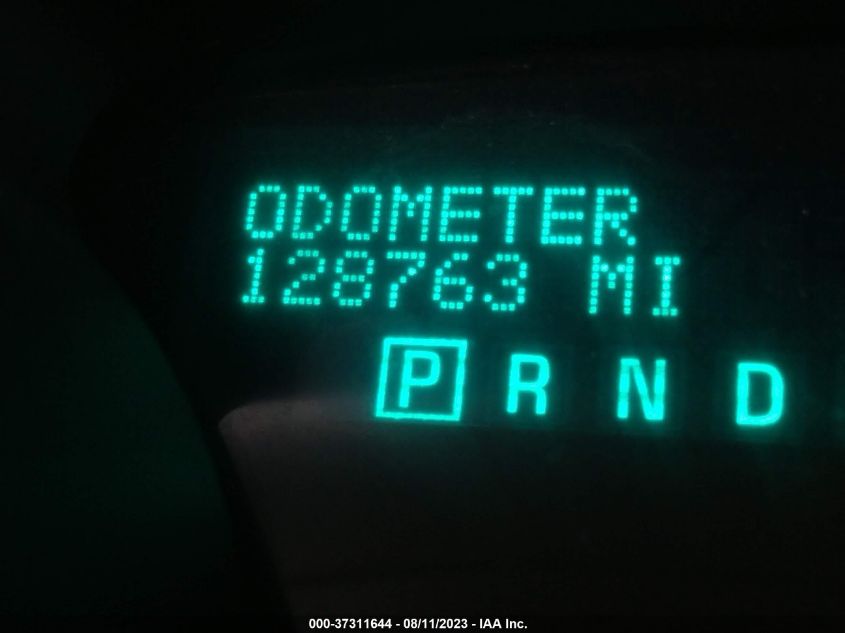 ODOMETER
128763 MI
P R N D
000-37311644 - 08/11/2023 - IAA Inc.